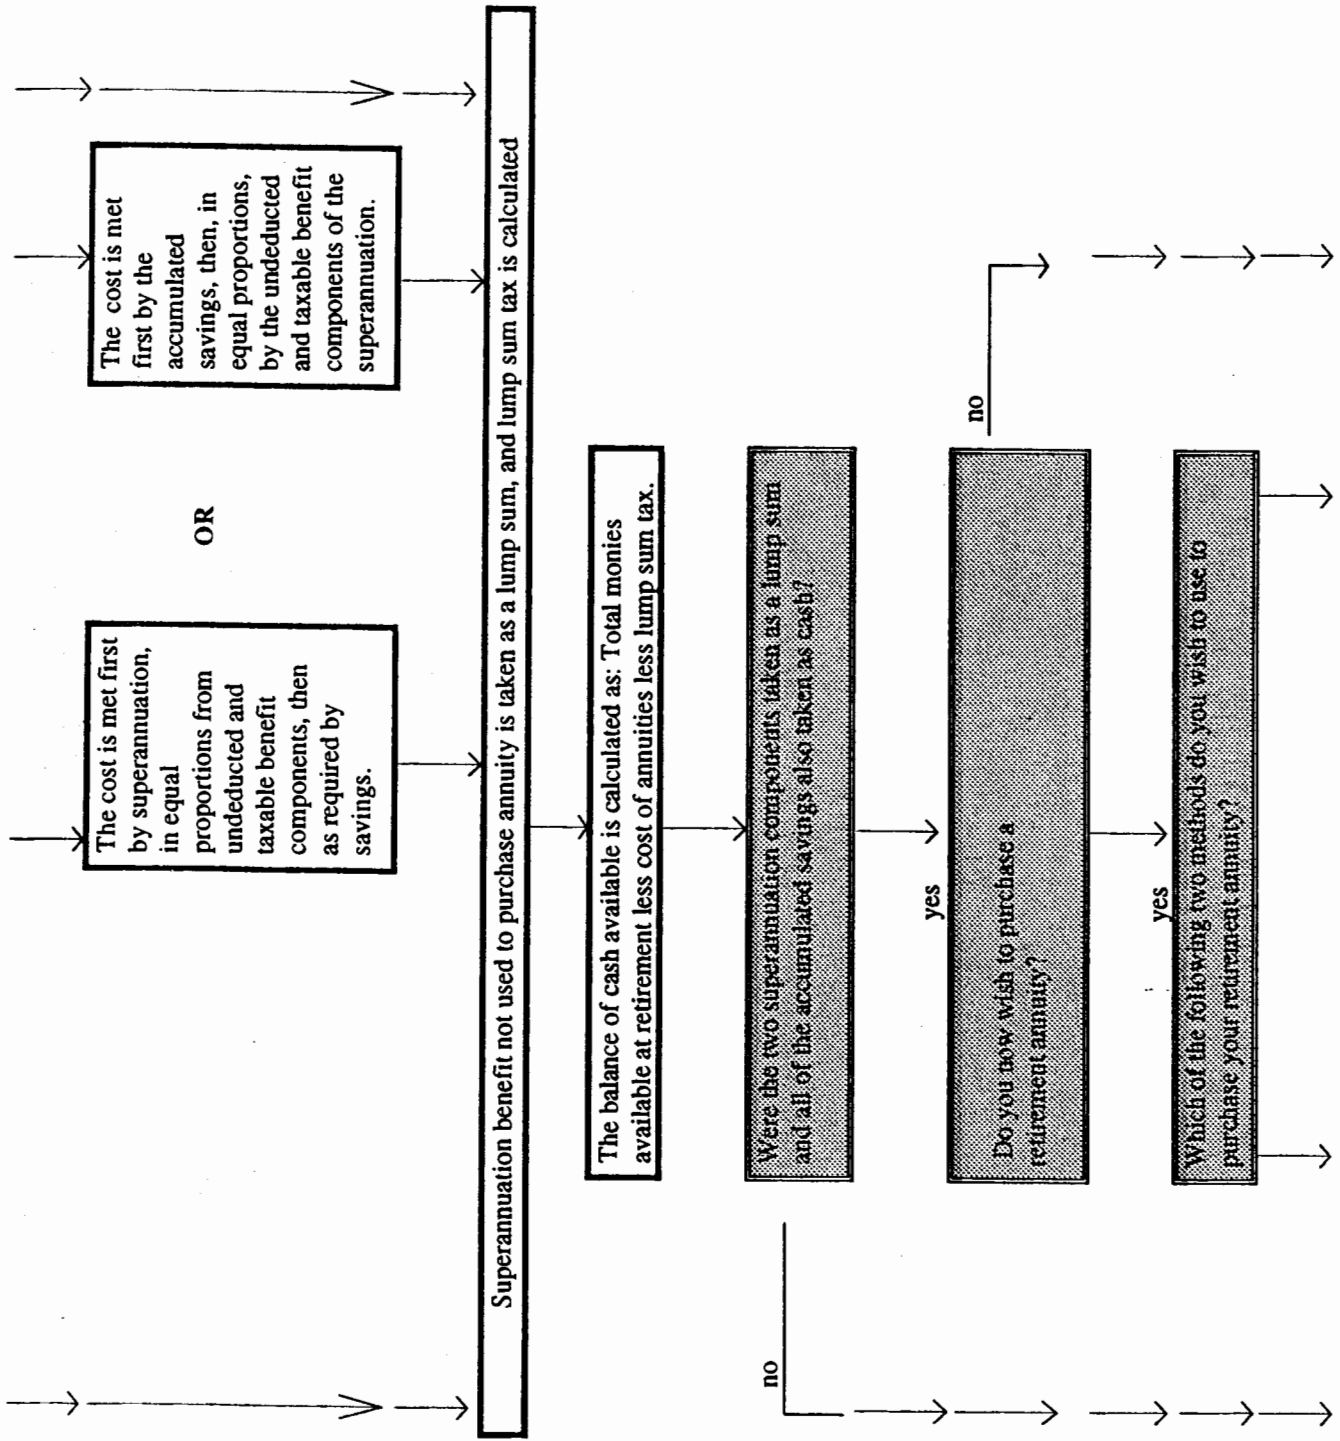 The cost is met first
by superannuation,
in equal
proportions from
undeducted and
taxable benefit
components, then
as required by
savings.
OR
The cost is met
first by the
accumulated
savings, then, in
equal proportions,
by the undeducted
and taxable benefit
components of the
superannuation.
Superannuation benefit not used to purchase annuity is taken as a lump sum, and lump sum tax is calculated
The balance of cash available is calculated as: Total monies
available at retirement less cost of annuities less lump sum tax.
Were the two superannuation components taken as a lump sum
and all of the accumulated savings also taken as cash?
no
yes
Do you now wish to purchase a
retirement annuity?
no
yes
Which of the following two methods do you wish to use to
purchase your retirement annuity?